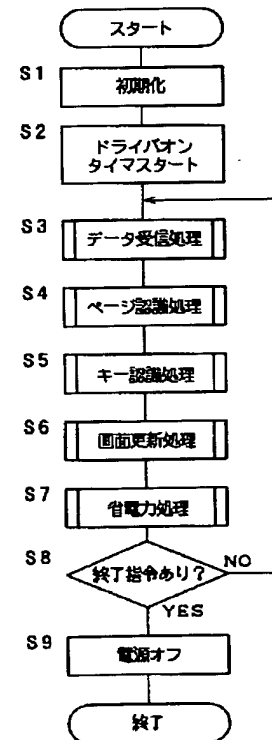 スタート
S1
初期化
S2
ドライバオン
タイマスタート
S3
データ受信処理
S4
ページ認識処理
S5
キー認識処理
S6
画面更新処理
S7
省電力処理
S8
終了指令あり?
NO
YES
S9
電源オフ
終了